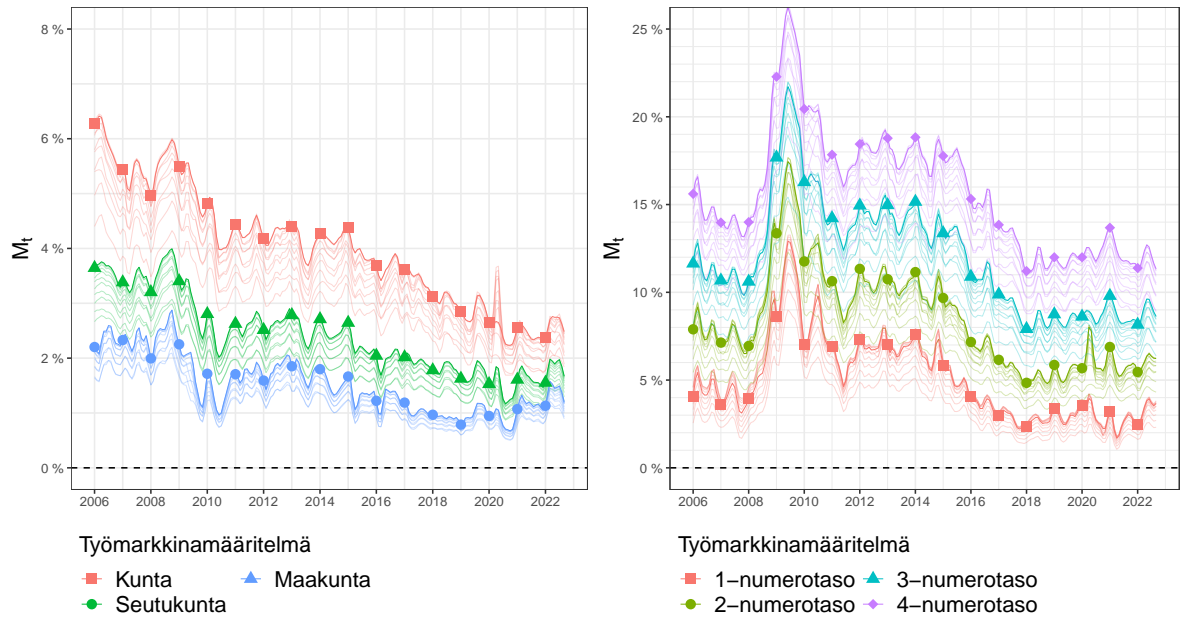 8 %
6 %
4 %
2 %
0 %
Mt
2006 2008 2010 2012 2014 2016 2018 2020 2022
Työmarkkinamääritelmä
Kunta
Maakunta
Seutukunta
25 %
20 %
15 %
10 %
5 %
0 %
Mt
2006 2008 2010 2012 2014 2016 2018 2020 2022
Työmarkkinamääritelmä
1−numerotaso
3−numerotaso
2−numerotaso
4−numerotaso